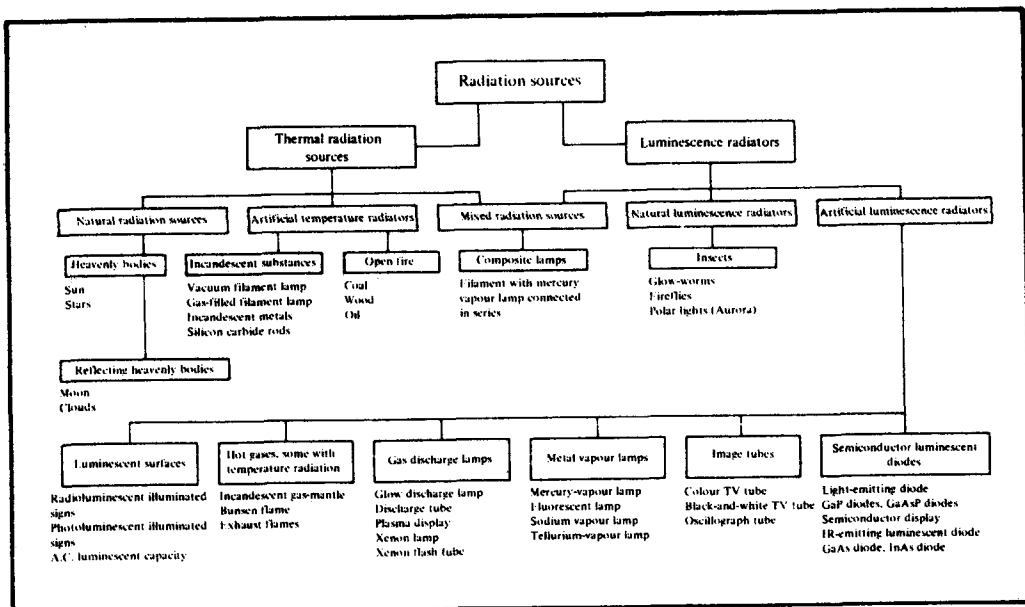 Radiation sources
Thermal radiation
sources
Luminescence radiators
Natural radiation sources
Artificial temperature radiators
Mixed radiation sources
Natural luminescence radiators
Artificial luminescence radiators
Heavenly bodies
Sun
Stars
Incandescent substances
Vacuum filament lamp
Gas-filled filament lamp
Incandescent metals
Silicon carbide rods
Open fire
Coal
Wood
Oil
Composite lamps
Filament with mercury
vapour lamp connected
in series
Insects
Glow-worms
Fireflies
Polar lights (Aurora)
Reflecting heavenly bodies
Moon
Clouds
Luminescent surfaces
Radioluminescent illuminated
signs
Photoluminescent illuminated
signs
A.C. luminescent capacity
Hot gases, some with
temperature radiation
Incandescent gas-mantle
Bunsen flame
Exhaust flames
Gas discharge lamps
Glow discharge lamp
Discharge tube
Plasma display
Xenon lamp
Xenon flash tube
Metal vapour lamps
Mercury-vapour lamp
Fluorescent lamp
Sodium vapour lamp
Tellurium-vapour lamp
Image tubes
Colour TV tube
Black-and-white TV tube
Oscillograph tube
Semiconductor luminescent
diodes
Light-emitting diode
GaP diodes, GaAsP diodes
Semiconductor display
IR-emitting luminescent diode
GaAs diode, InAs diode